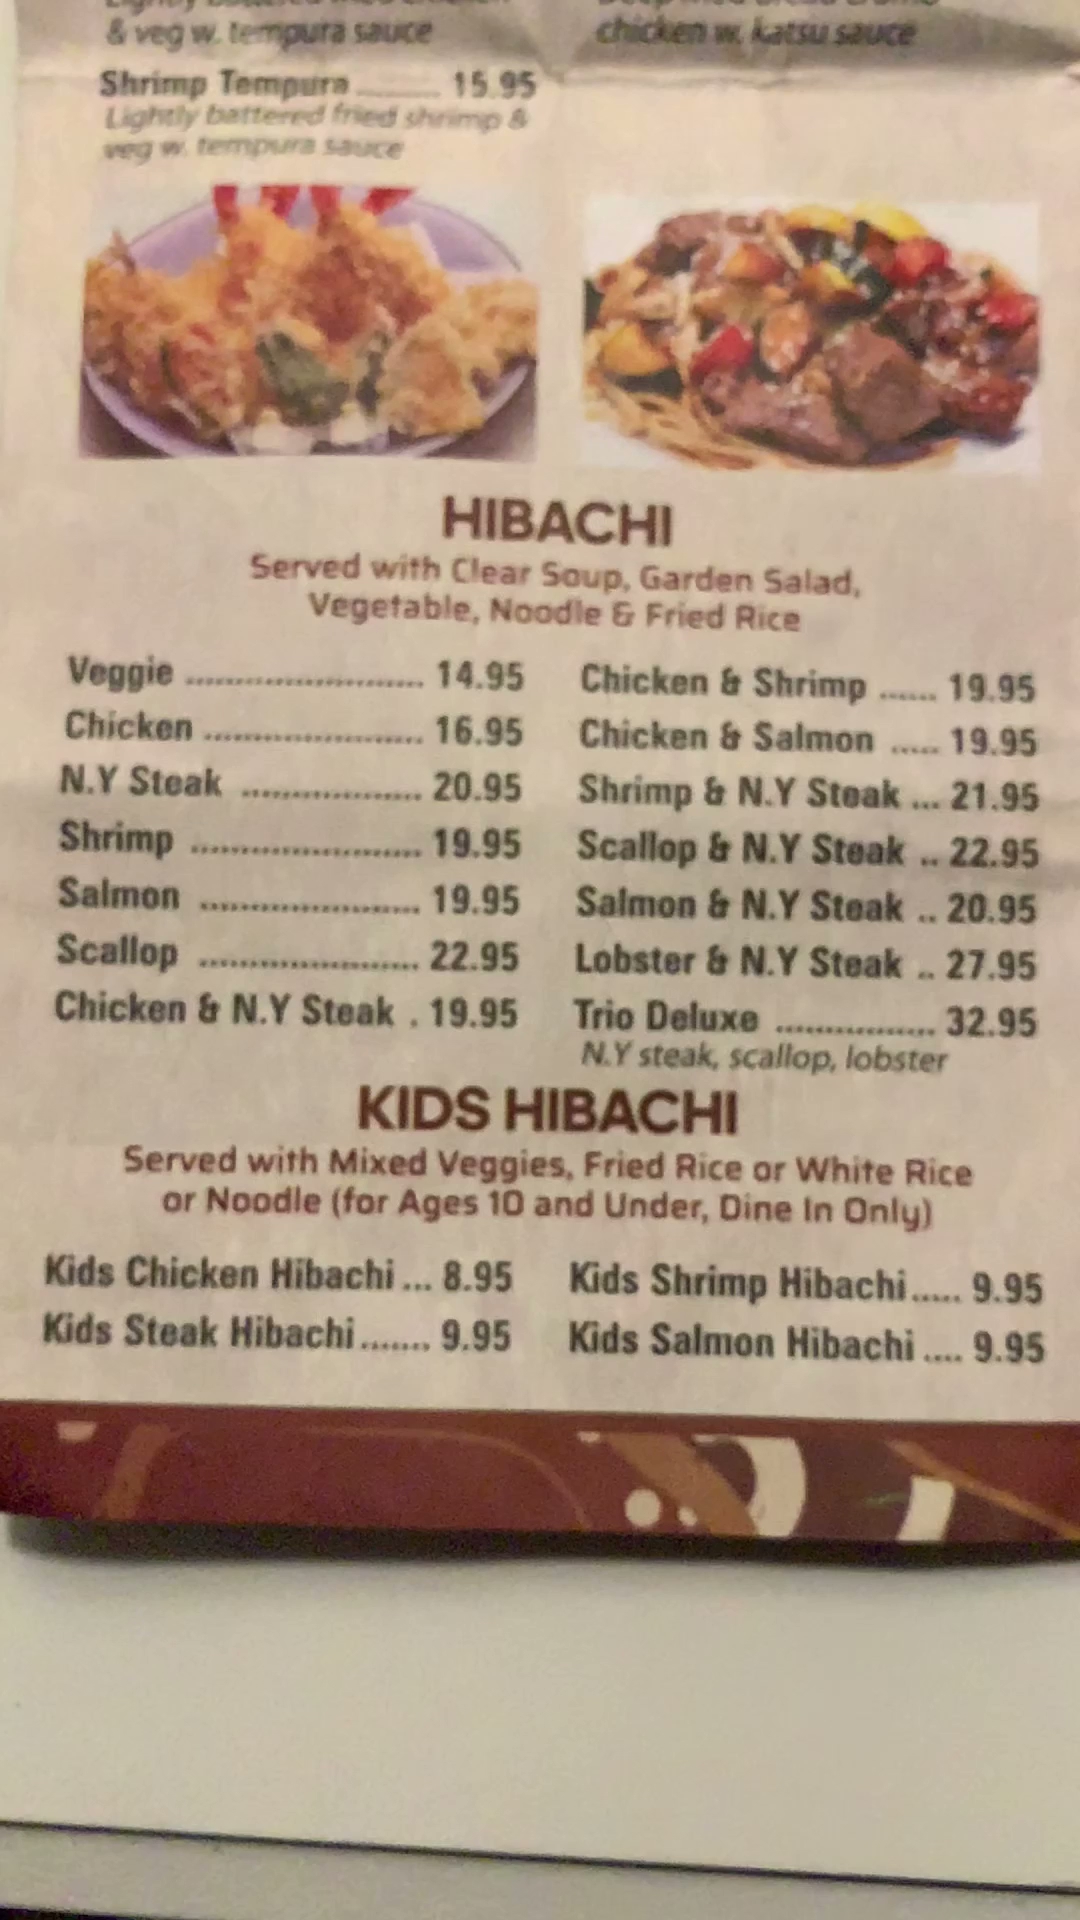 & veg w. tempura sauce
chicken w. katsu sauce
Shrimp Tempura ........ 15.95
Lightly battered fried shrimp &
veg w. tempura sauce
HIBACHI
Served with Clear Soup, Garden Salad,
Vegetable, Noodle & Fried Rice
Veggie ........................ 14.95
Chicken ...................... 16.95
N.Y Steak .................. 20.95
Shrimp ....................... 19.95
Salmon ...................... 19.95
Scallop ...................... 22.95
Chicken & N.Y Steak . 19.95
Chicken & Shrimp ...... 19.95
Chicken & Salmon ..... 19.95
Shrimp & N.Y Steak ... 21.95
Scallop & N.Y Steak .. 22.95
Salmon & N.Y Steak .. 20.95
Lobster & N.Y Steak .. 27.95
Trio Deluxe ................ 32.95
N.Y steak, scallop, lobster
KIDS HIBACHI
Served with Mixed Veggies, Fried Rice or White Rice
or Noodle (for Ages 10 and Under, Dine In Only)
Kids Chicken Hibachi ... 8.95
Kids Steak Hibachi....... 9.95
Kids Shrimp Hibachi..... 9.95
Kids Salmon Hibachi .... 9.95